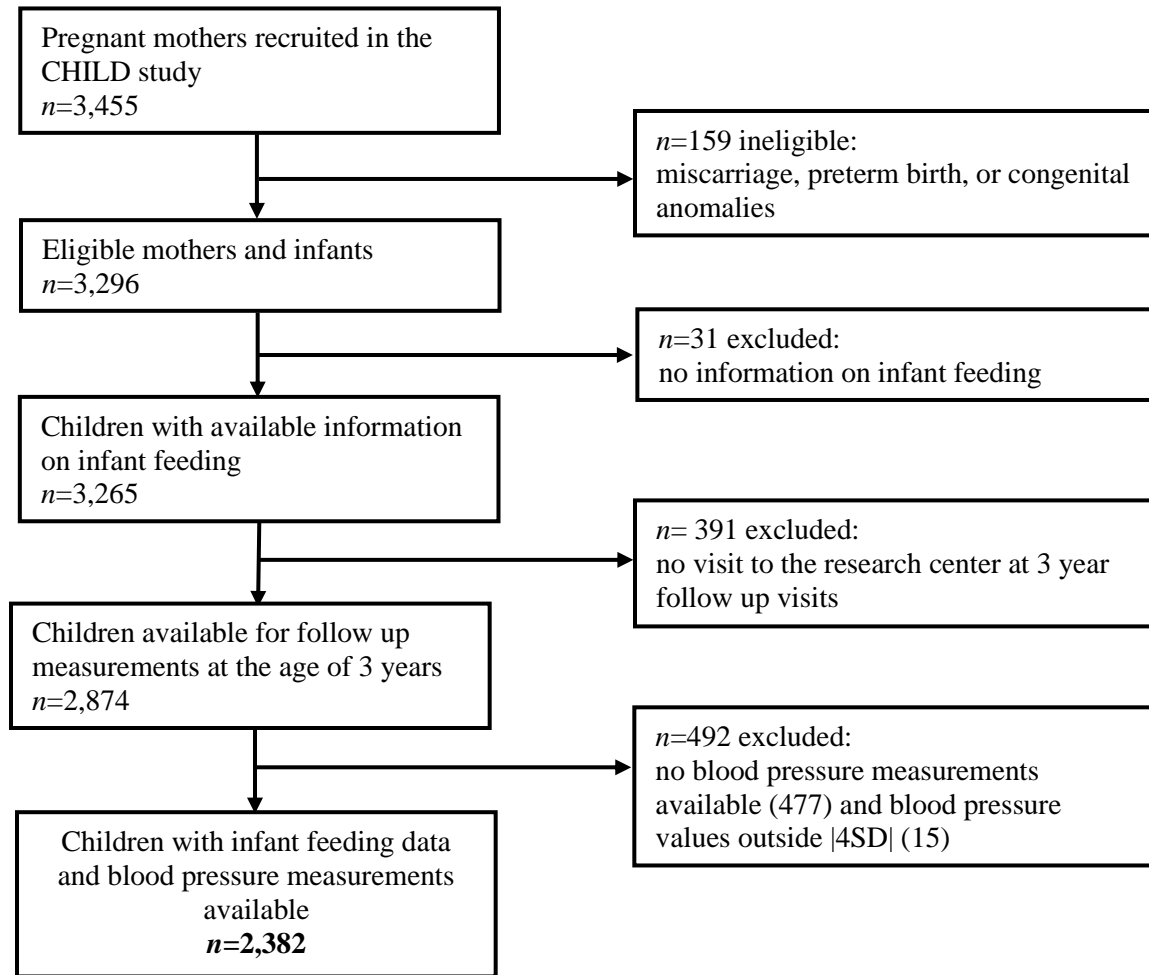 Pregnant mothers recruited in the
CHILD study
n=3,455
n=159 ineligible:
miscarriage, preterm birth, or congenital
anomalies
Eligible mothers and infants
n=3,296
n=31 excluded:
no information on infant feeding
Children with available information
on infant feeding
n=3,265
n= 391 excluded:
no visit to the research center at 3 year
follow up visits
Children available for follow up
measurements at the age of 3 years
n=2,874
n=492 excluded:
no blood pressure measurements
available (477) and blood pressure
values outside |4SD| (15)
Children with infant feeding data
and blood pressure measurements
available
n=2,382